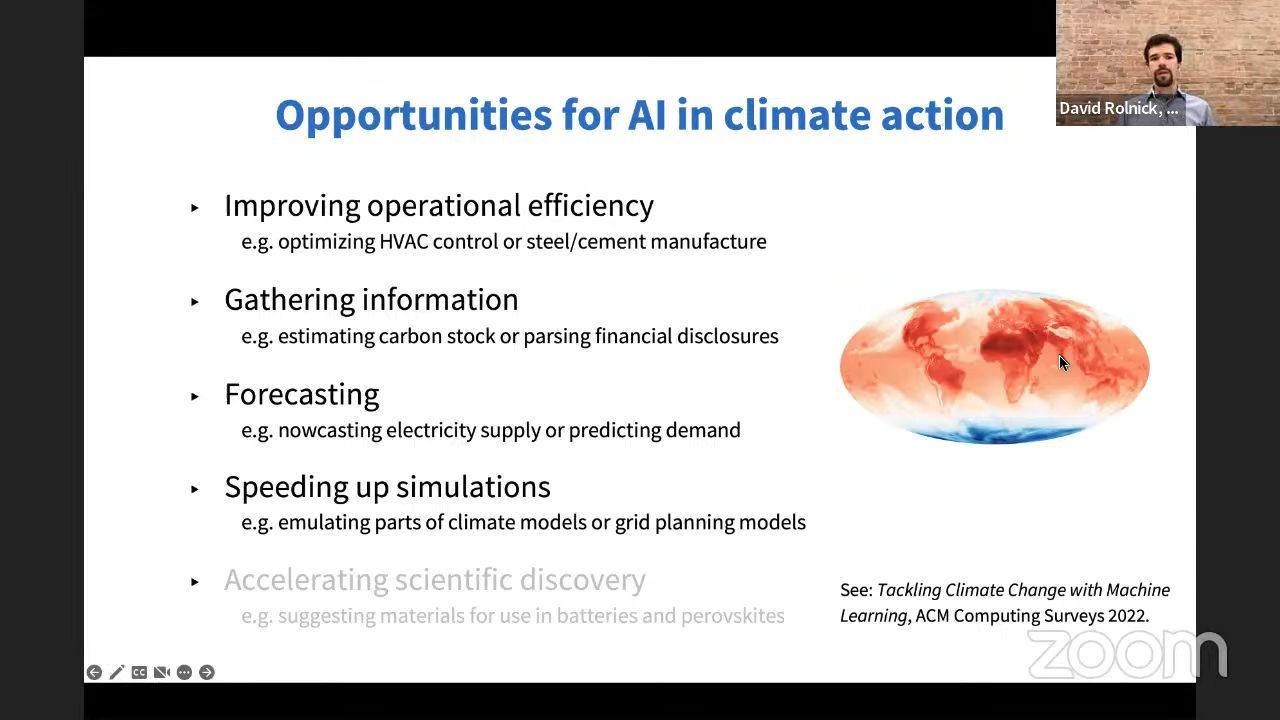 Opportunities for AI in climate action
David Rolnick, ...
Improving operational efficiency
e.g. optimizing HVAC control or steel/cement manufacture
Gathering information
e.g. estimating carbon stock or parsing financial disclosures
Forecasting
e.g. nowcasting electricity supply or predicting demand
Speeding up simulations
e.g. emulating parts of climate models or grid planning models
Accelerating scientific discovery
e.g. suggesting materials for use in batteries and perovskites
See: Tackling Climate Change with Machine
Learning, ACM Computing Surveys 2022.
zoom
CC